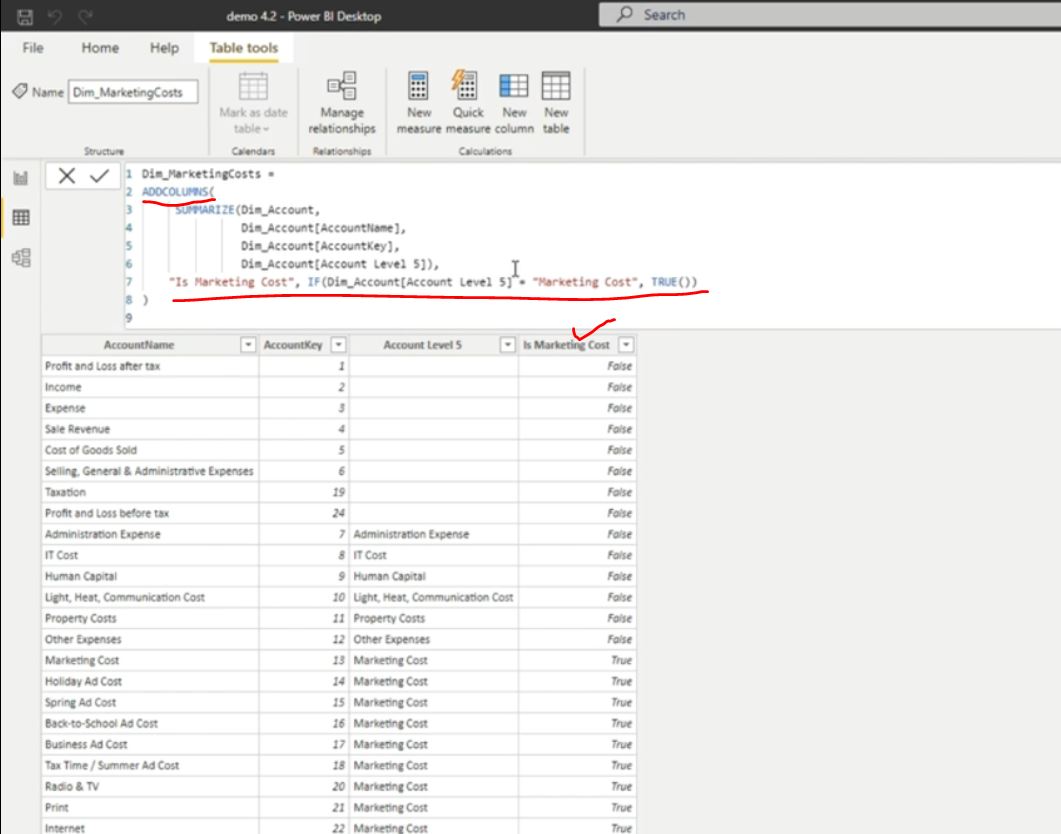 demo 4.2 - Power BI Desktop
Search
File Home Help Table tools
Name Dim_MarketingCosts
Mark as date
table
Manage
relationships
New
measure
Quick
measure
New
column
New
table
Structure Calendars Relationships Calculations
1 Dim_MarketingCosts =
2 ADDCOLUMNS(
3 SUMMARIZE(Dim_Account,
4 Dim_Account[AccountName],
5 Dim_Account[AccountKey],
6 Dim_Account[Account Level 5]),
7 "Is Marketing Cost", IF(Dim_Account[Account Level 5] = "Marketing Cost", TRUE())
8 )
9
AccountName AccountKey Account Level 5 Is Marketing Cost
Profit and Loss after tax 1 False
Income 2 False
Expense 3 False
Sale Revenue 4 False
Cost of Goods Sold 5 False
Selling, General & Administrative Expenses 6 False
Taxation 19 False
Profit and Loss before tax 24 False
Administration Expense 7 Administration Expense False
IT Cost 8 IT Cost False
Human Capital 9 Human Capital False
Light, Heat, Communication Cost 10 Light, Heat, Communication Cost False
Property Costs 11 Property Costs False
Other Expenses 12 Other Expenses False
Marketing Cost 13 Marketing Cost True
Holiday Ad Cost 14 Marketing Cost True
Spring Ad Cost 15 Marketing Cost True
Back-to-School Ad Cost 16 Marketing Cost True
Business Ad Cost 17 Marketing Cost True
Tax Time / Summer Ad Cost 18 Marketing Cost True
Radio & TV 20 Marketing Cost True
Print 21 Marketing Cost True
Internet 22 Marketing Cost True